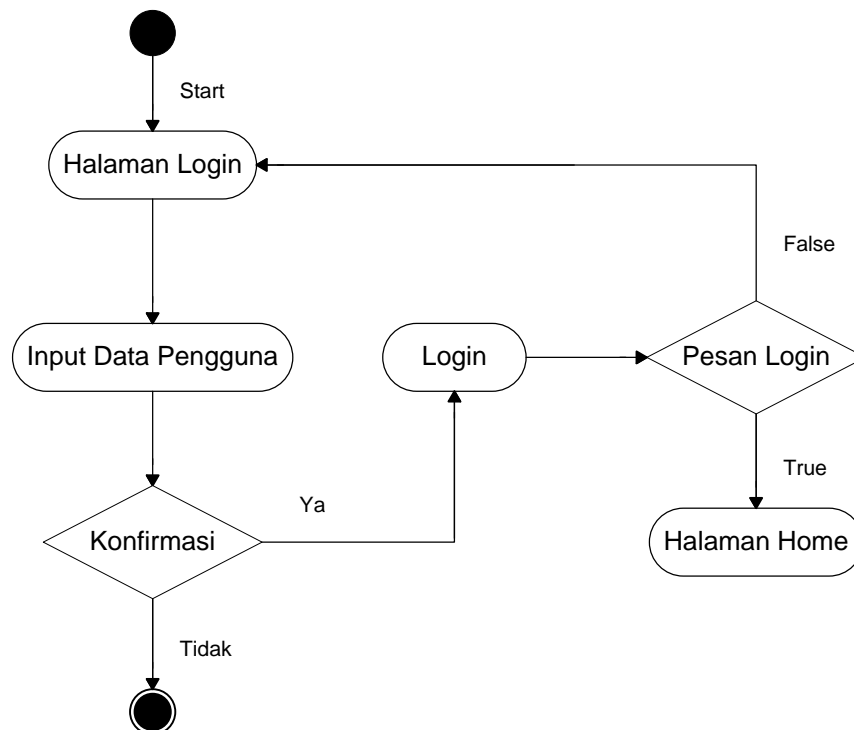 Start
Halaman Login
False
Input Data Pengguna
Login
Pesan Login
Ya
True
Konfirmasi
Halaman Home
Tidak